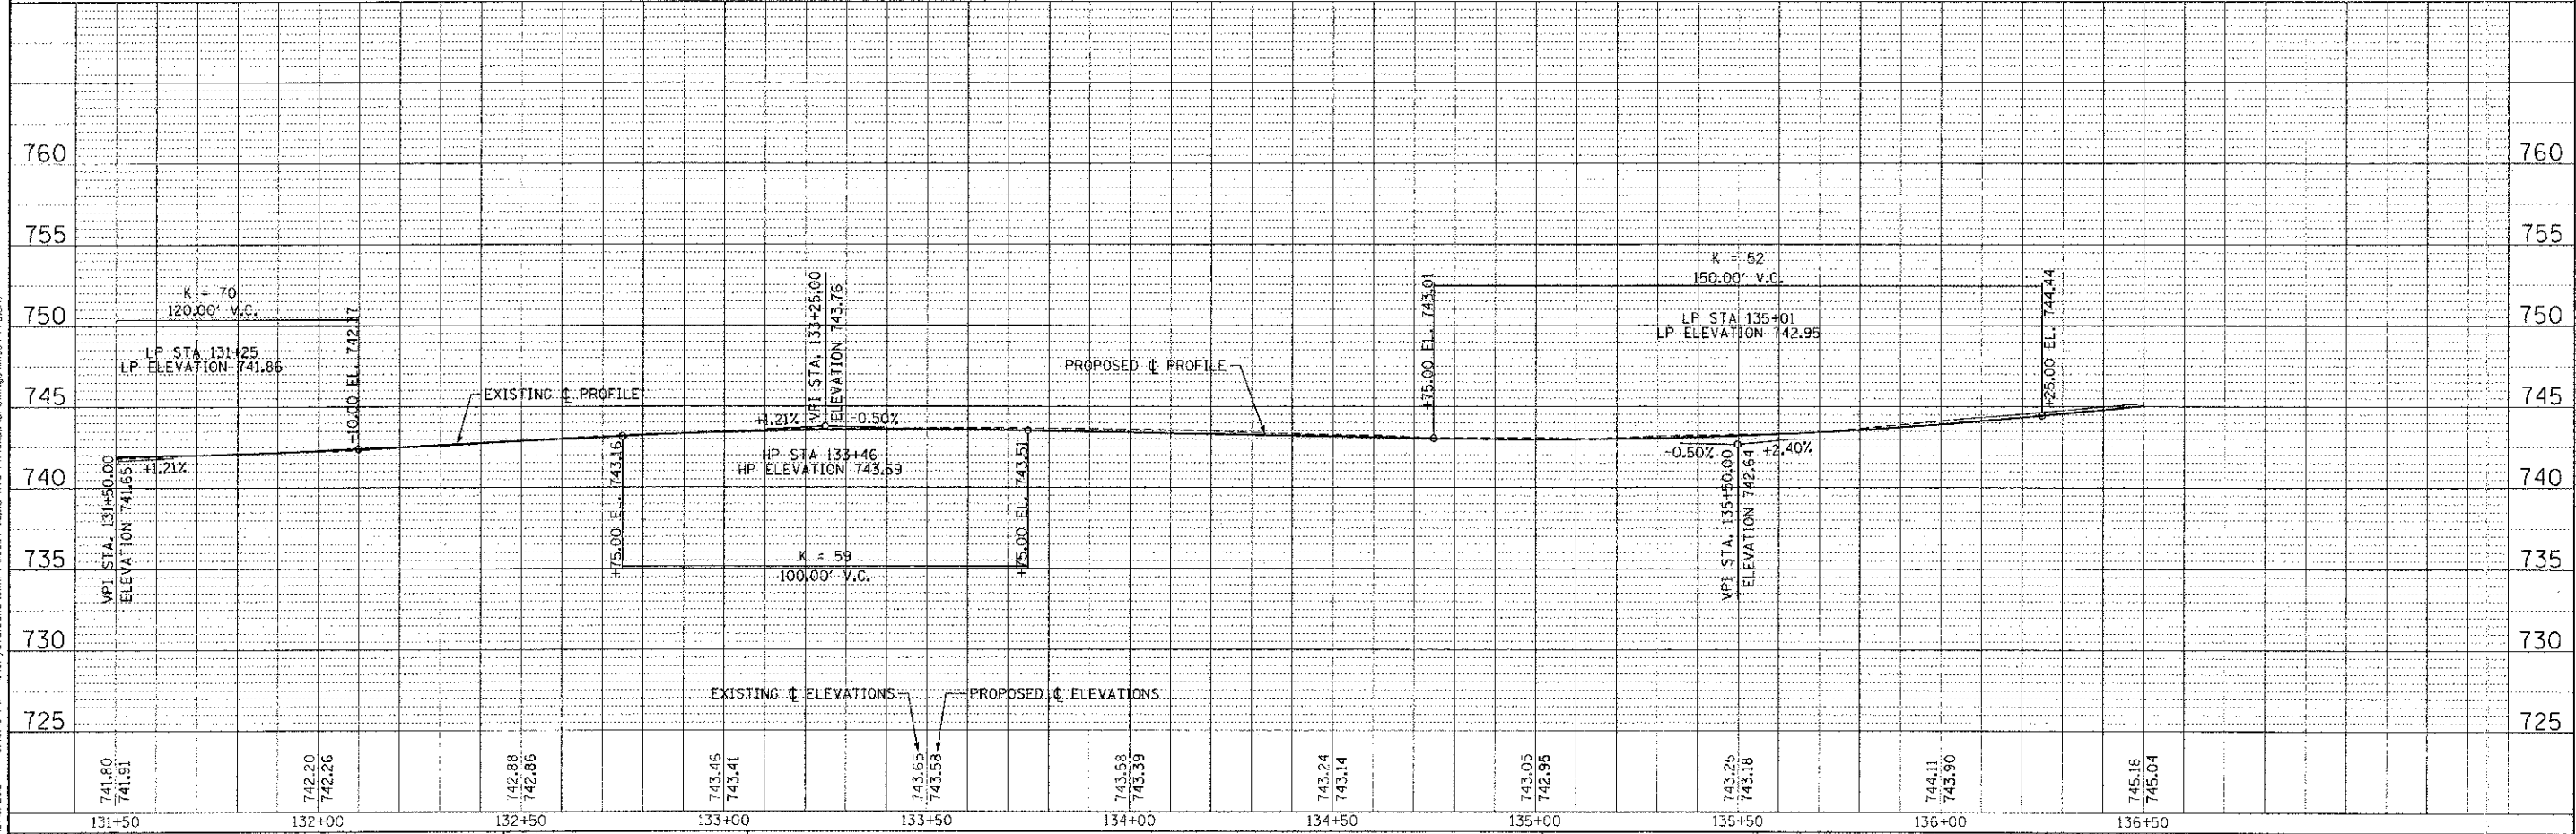 760
755
750
745
740
735
730
725
760
755
750
745
740
735
730
725
K = 70
120.00' V.C.
LP STA 131+25
LP ELEVATION 741.86
+10.00 EL. 742.37
VPI STA. 131+50.00
ELEVATION 741.65
+1.21%
EXISTING ℄ PROFILE
+75.00 EL. 743.16
+1.21%
VPI STA. 133+25.00
ELEVATION 743.76
-0.50%
HP STA 133+46
HP ELEVATION 743.59
K = 59
100.00' V.C.
+75.00 EL. 743.51
PROPOSED ℄ PROFILE
+75.00 EL. 743.01
K = 52
150.00' V.C.
LP STA 135+01
LP ELEVATION 742.95
+25.00 EL. 744.44
-0.50%
VPI STA. 135+50.00
ELEVATION 742.64
+2.40%
EXISTING ℄ ELEVATIONS
PROPOSED ℄ ELEVATIONS
741.80
741.91
742.20
742.26
742.88
742.86
743.46
743.41
743.65
743.58
743.58
743.39
743.24
743.14
743.05
742.95
743.25
743.18
744.11
743.90
745.18
745.04
131+50
132+00
132+50
133+00
133+50
134+00
134+50
135+00
135+50
136+00
136+50